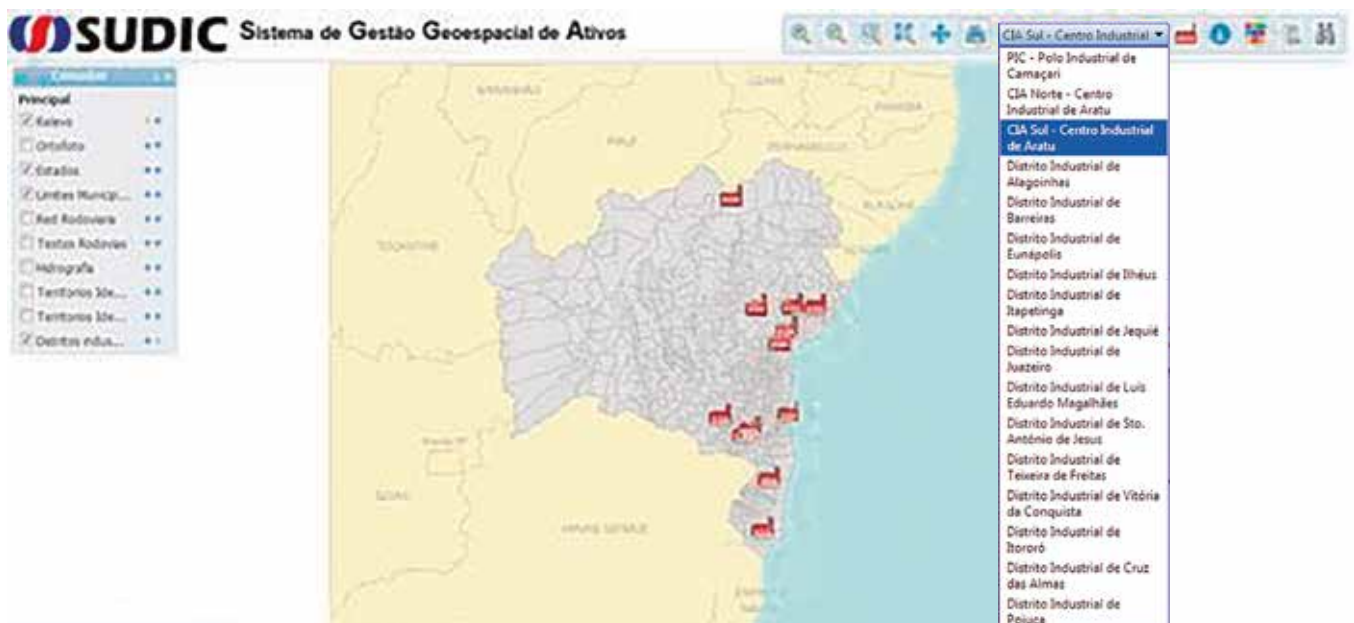 SUDIC Sistema de Gestão Geoespacial de Ativos
CIA Sul - Centro Industrial
Principal
Relevo
Ortofoto
Estados
Limites Municip...
Red Rodoviaria
Textos Rodovias
Hidrografia
Territorios Ide...
Territorios Ide...
Distritos indus...
MARANHÃO
CEARÁ
PARAÍBA
PIAUÍ
PERNAMBUCO
ALAGOAS
TOCANTINS
GOIÁS
MINAS GERAIS
PIC - Polo Industrial de
Camaçari
CIA Norte - Centro
Industrial de Aratu
CIA Sul - Centro Industrial
de Aratu
Distrito Industrial de
Alagoinhas
Distrito Industrial de
Barreiras
Distrito Industrial de
Eunápolis
Distrito Industrial de Ilhéus
Distrito Industrial de
Itapetinga
Distrito Industrial de Jequié
Distrito Industrial de
Juazeiro
Distrito Industrial de Luís
Eduardo Magalhães
Distrito Industrial de Sto.
Antônio de Jesus
Distrito Industrial de
Teixeira de Freitas
Distrito Industrial de Vitória
da Conquista
Distrito Industrial de
Itororó
Distrito Industrial de Cruz
das Almas
Distrito Industrial de
Pojuca